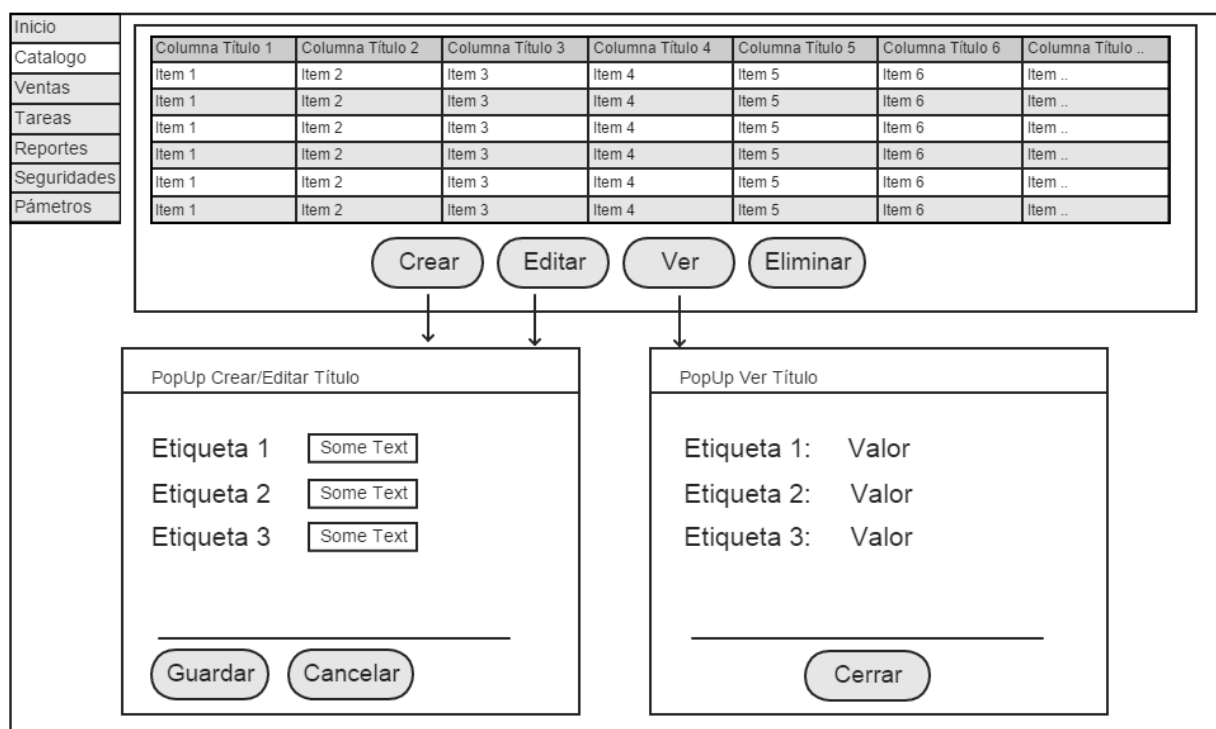 Inicio
Catalogo
Ventas
Tareas
Reportes
Seguridades
Pámetros
Columna Título 1 Columna Título 2 Columna Título 3 Columna Título 4 Columna Título 5 Columna Título 6 Columna Título ..
Item 1 Item 2 Item 3 Item 4 Item 5 Item 6 Item ..
Item 1 Item 2 Item 3 Item 4 Item 5 Item 6 Item ..
Item 1 Item 2 Item 3 Item 4 Item 5 Item 6 Item ..
Item 1 Item 2 Item 3 Item 4 Item 5 Item 6 Item ..
Item 1 Item 2 Item 3 Item 4 Item 5 Item 6 Item ..
Item 1 Item 2 Item 3 Item 4 Item 5 Item 6 Item ..
Crear Editar Ver Eliminar
PopUp Crear/Editar Título
Etiqueta 1 Some Text
Etiqueta 2 Some Text
Etiqueta 3 Some Text
Guardar Cancelar
PopUp Ver Título
Etiqueta 1: Valor
Etiqueta 2: Valor
Etiqueta 3: Valor
Cerrar